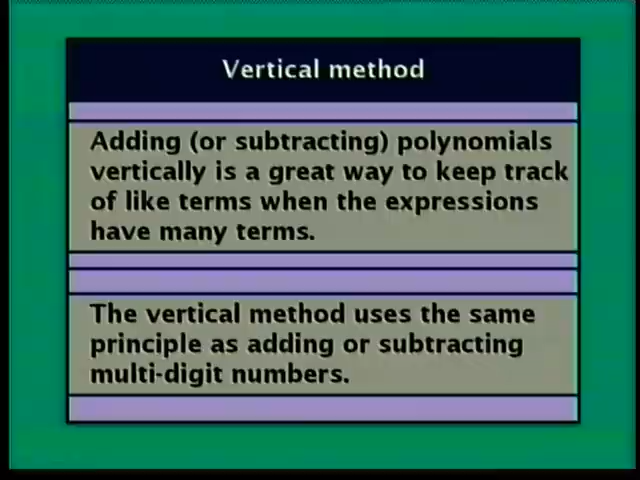 Vertical method
Adding (or subtracting) polynomials
vertically is a great way to keep track
of like terms when the expressions
have many terms.
The vertical method uses the same
principle as adding or subtracting
multi-digit numbers.